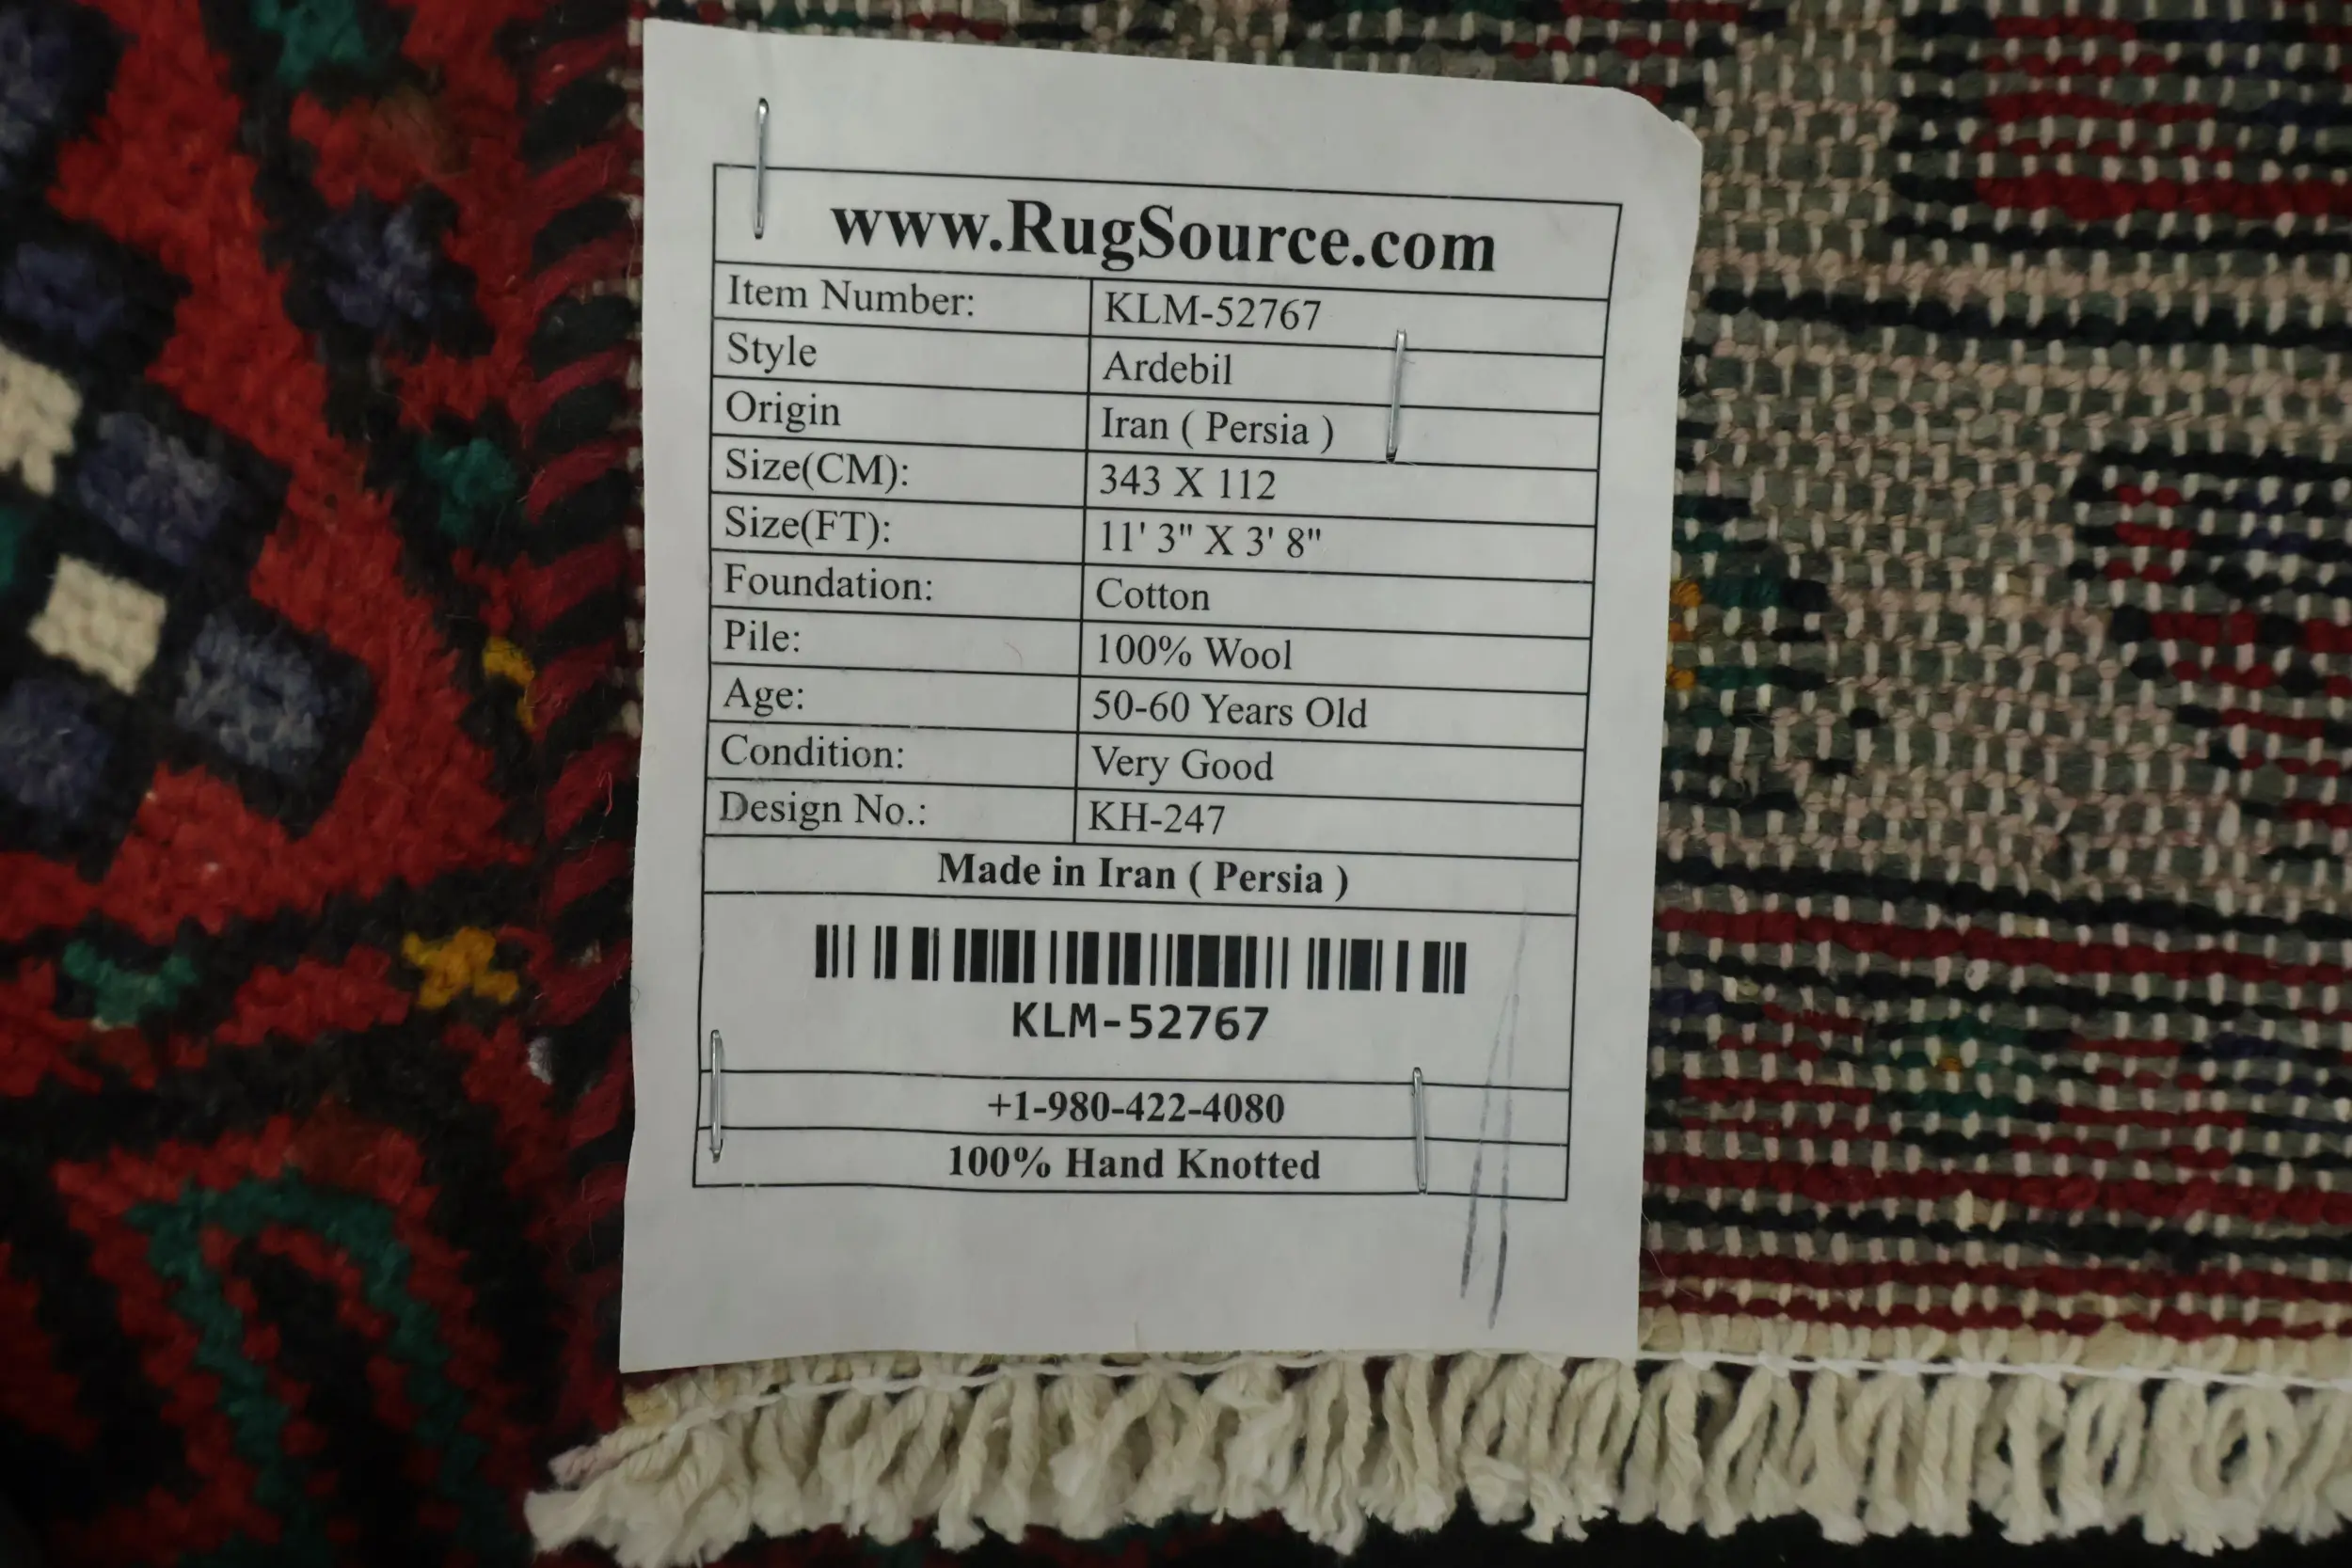 www.RugSource.com
Item Number: KLM-52767
Style Ardebil
Origin Iran ( Persia )
Size(CM): 343 X 112
Size(FT): 11' 3" X 3' 8"
Foundation: Cotton
Pile: 100% Wool
Age: 50-60 Years Old
Condition: Very Good
Design No.: KH-247
Made in Iran ( Persia )
KLM-52767
+1-980-422-4080
100% Hand Knotted